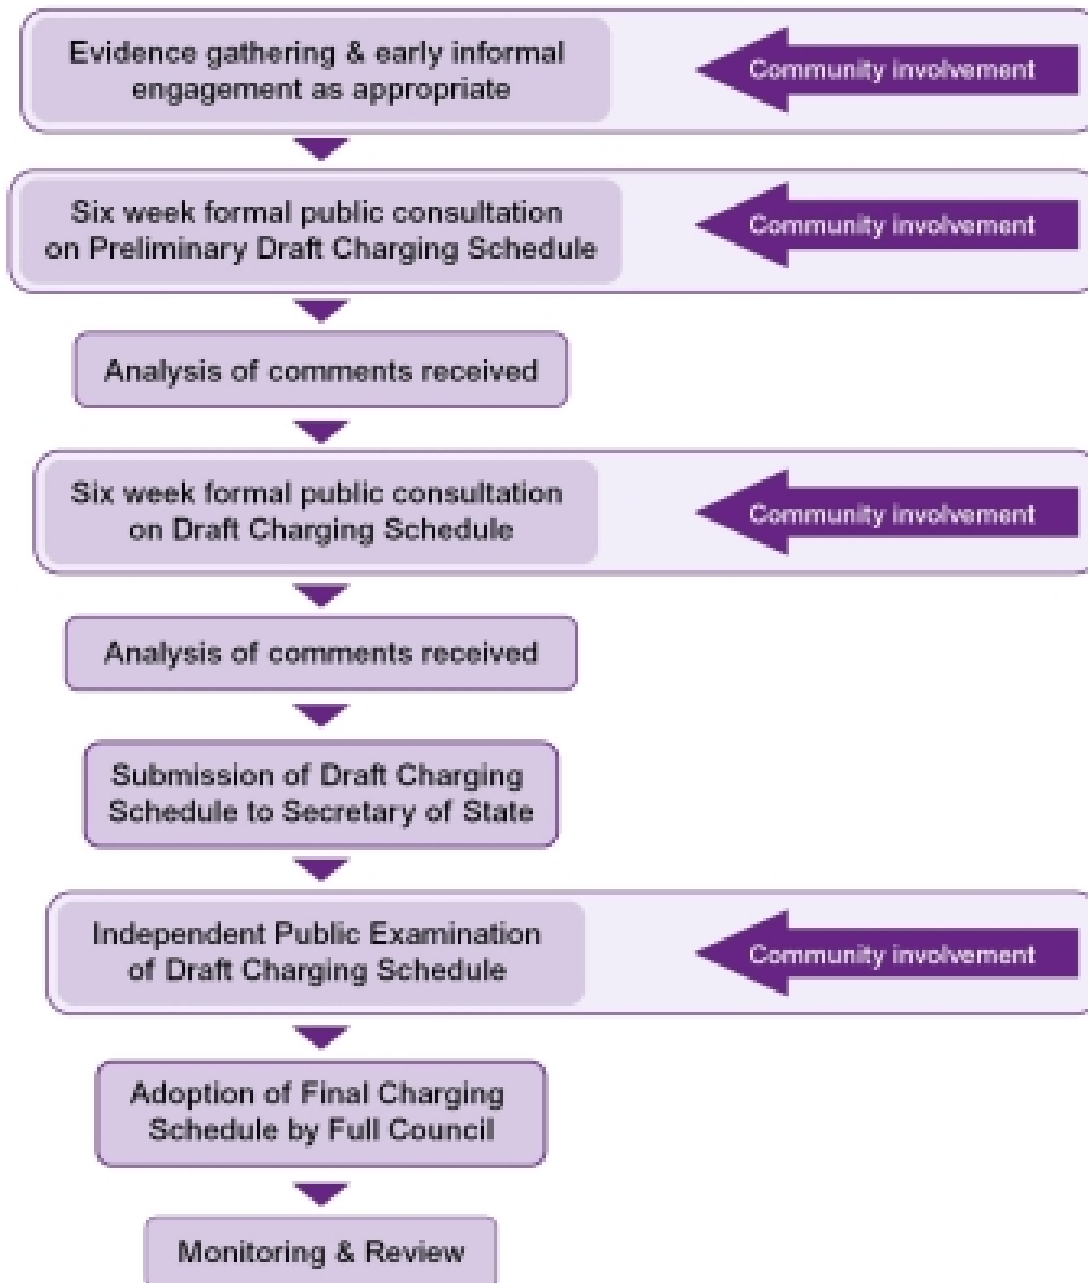 Evidence gathering & early informal
engagement as appropriate
Community involvement
Six week formal public consultation
on Preliminary Draft Charging Schedule
Community involvement
Analysis of comments received
Six week formal public consultation
on Draft Charging Schedule
Community involvement
Analysis of comments received
Submission of Draft Charging
Schedule to Secretary of State
Independent Public Examination
of Draft Charging Schedule
Community involvement
Adoption of Final Charging
Schedule by Full Council
Monitoring & Review